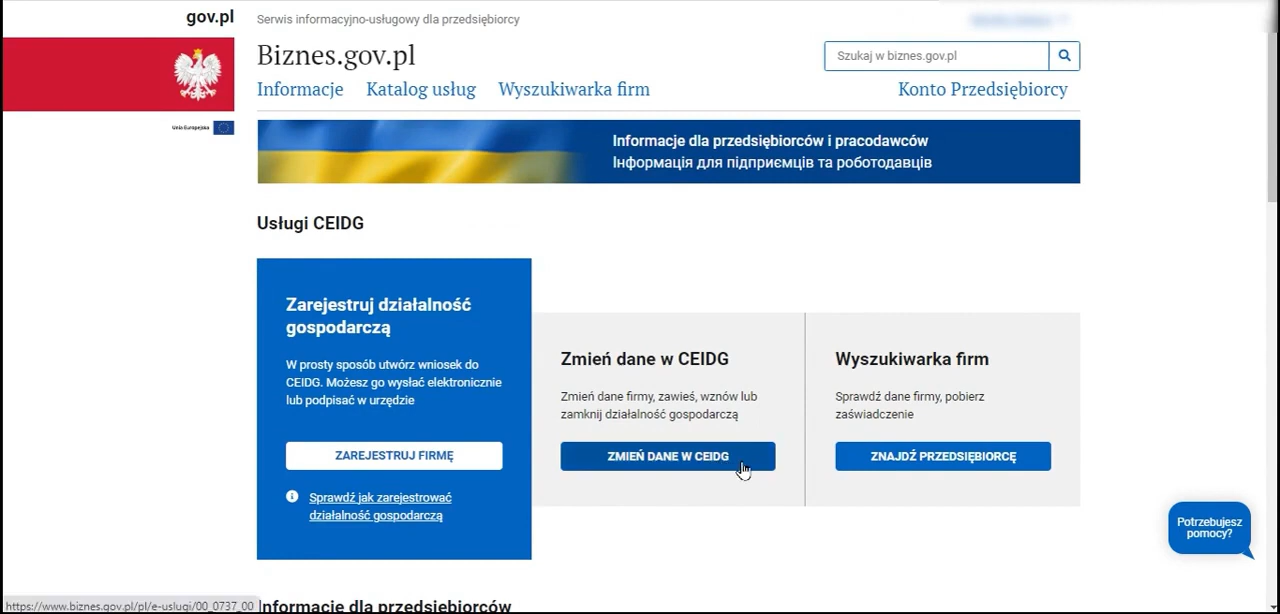 gov.pl
Serwis informacyjno-usługowy dla przedsiębiorcy
Biznes.gov.pl
Szukaj w biznes.gov.pl
Informacje
Katalog usług
Wyszukiwarka firm
Konto Przedsiębiorcy
Unia Europejska
Informacje dla przedsiębiorców i pracodawców
Інформація для підприємців та роботодавців
Usługi CEIDG
Zarejestruj działalność
gospodarczą
W prosty sposób utwórz wniosek do
CEIDG. Możesz go wysłać elektronicznie
lub podpisać w urzędzie
ZAREJESTRUJ FIRMĘ
Sprawdź jak zarejestrować
działalność gospodarczą
Zmień dane w CEIDG
Zmień dane firmy, zawieś, wznów lub
zamknij działalność gospodarczą
ZMIEŃ DANE W CEIDG
Wyszukiwarka firm
Sprawdź dane firmy, pobierz
zaświadczenie
ZNAJDŹ PRZEDSIĘBIORCĘ
Potrzebujesz
pomocy?
https://www.biznes.gov.pl/pl/e-uslugi/00_0737_00
Informacje dla przedsiębiorców